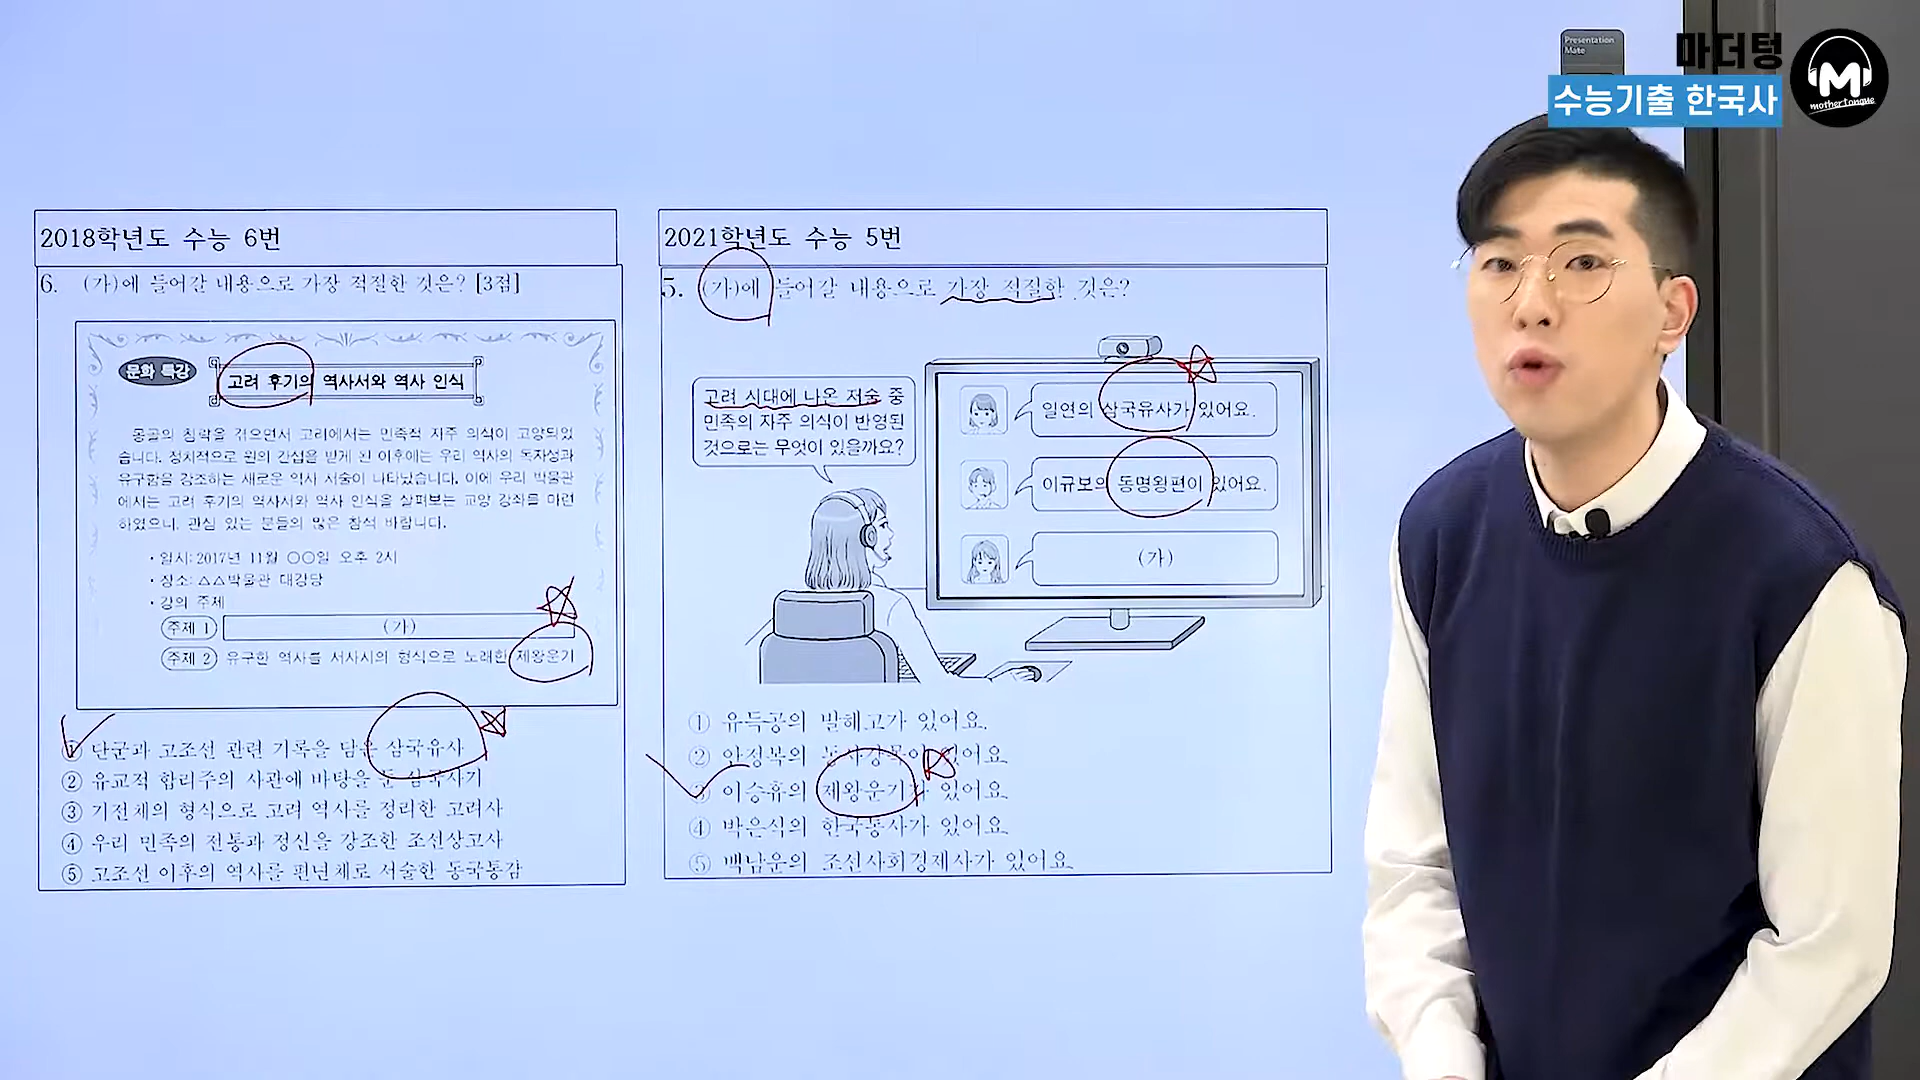 Presentation
Mate
마더텅
수능기출 한국사
M
mothertongue
2018학년도 수능 6번
6. (가)에 들어갈 내용으로 가장 적절한 것은? [3점]
문화 특강
고려 후기의 역사서와 역사 인식
몽골의 침략을 겪으면서 고려에서는 민족적 자주 의식이 고양되었
습니다. 정치적으로 원의 간섭을 받게 된 이후에는 우리 역사의 독자성과
유구함을 강조하는 새로운 역사 서술이 나타났습니다. 이에 우리 박물관
에서는 고려 후기의 역사서와 역사 인식을 살펴보는 교양 강좌를 마련
하였으니, 관심 있는 분들의 많은 참석 바랍니다.
· 일시: 2017년 11월 ○○일 오후 2시
· 장소: △△박물관 대강당
· 강의 주제
주제 1 (가)
주제 2 유구한 역사를 서사시의 형식으로 노래한 제왕운기
① 단군과 고조선 관련 기록을 담은 삼국유사
② 유교적 합리주의 사관에 바탕을 둔 삼국사기
③ 기전체의 형식으로 고려 역사를 정리한 고려사
④ 우리 민족의 전통과 정신을 강조한 조선상고사
⑤ 고조선 이후의 역사를 편년체로 서술한 동국통감
2021학년도 수능 5번
5. (가)에 들어갈 내용으로 가장 적절한 것은?
고려 시대에 나온 저술 중
민족의 자주 의식이 반영된
것으로는 무엇이 있을까요?
일연의 삼국유사가 있어요.
이규보의 동명왕편이 있어요.
(가)
① 유득공의 발해고가 있어요.
② 안정복의 동사강목이 있어요.
③ 이승휴의 제왕운기가 있어요.
④ 박은식의 한국통사가 있어요.
⑤ 백남운의 조선사회경제사가 있어요.